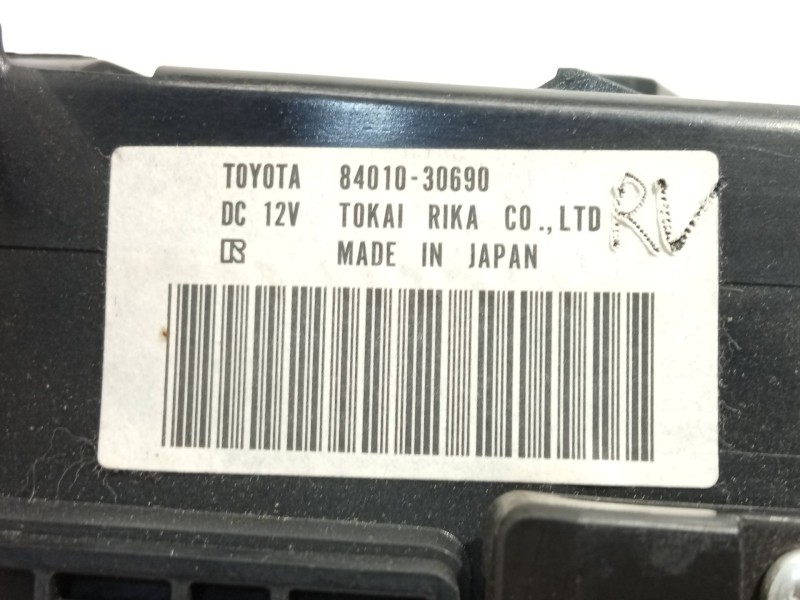 TOYOTA 84010-30690
DC 12V TOKAI RIKA CO.,LTD
MADE IN JAPAN
RV